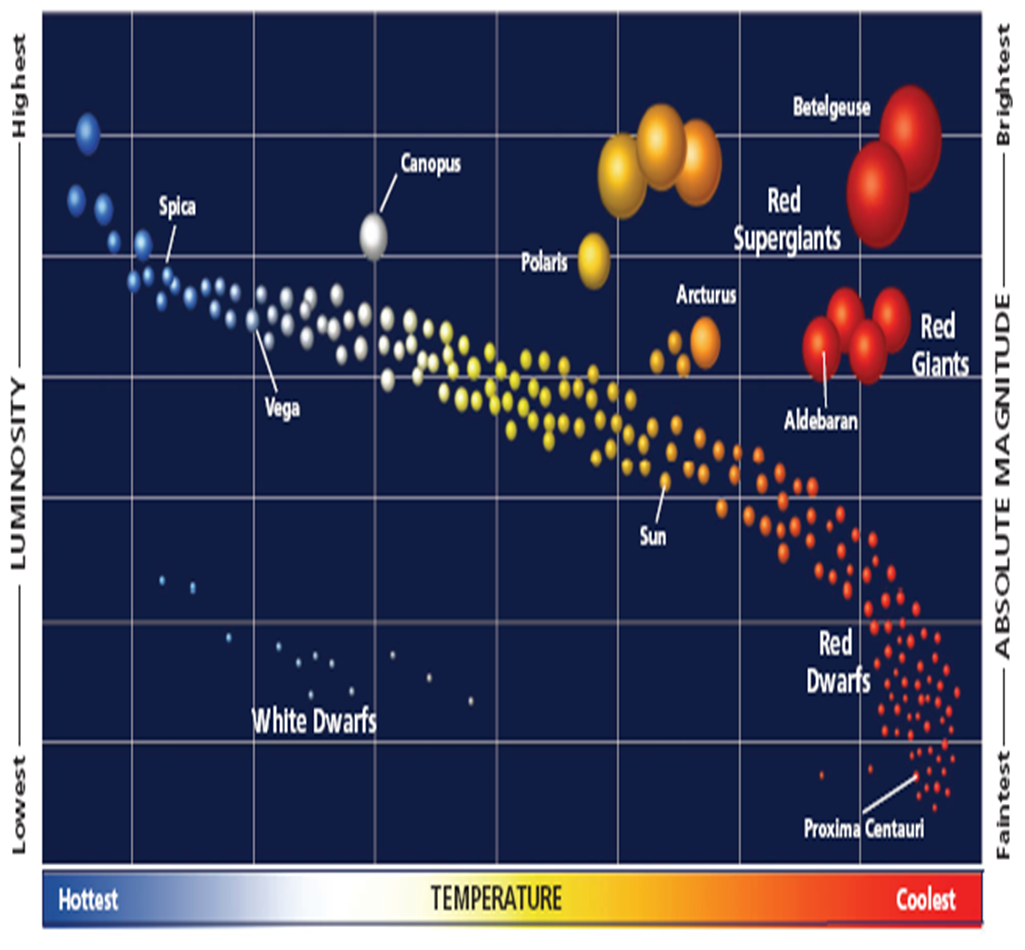 Highest
LUMINOSITY
Lowest
Brightest
ABSOLUTE MAGNITUDE
Faintest
Betelgeuse
Canopus
Red
Supergiants
Spica
Polaris
Arcturus
Red
Giants
Vega
Aldebaran
Sun
Red
Dwarfs
White Dwarfs
Proxima Centauri
Hottest
TEMPERATURE
Coolest